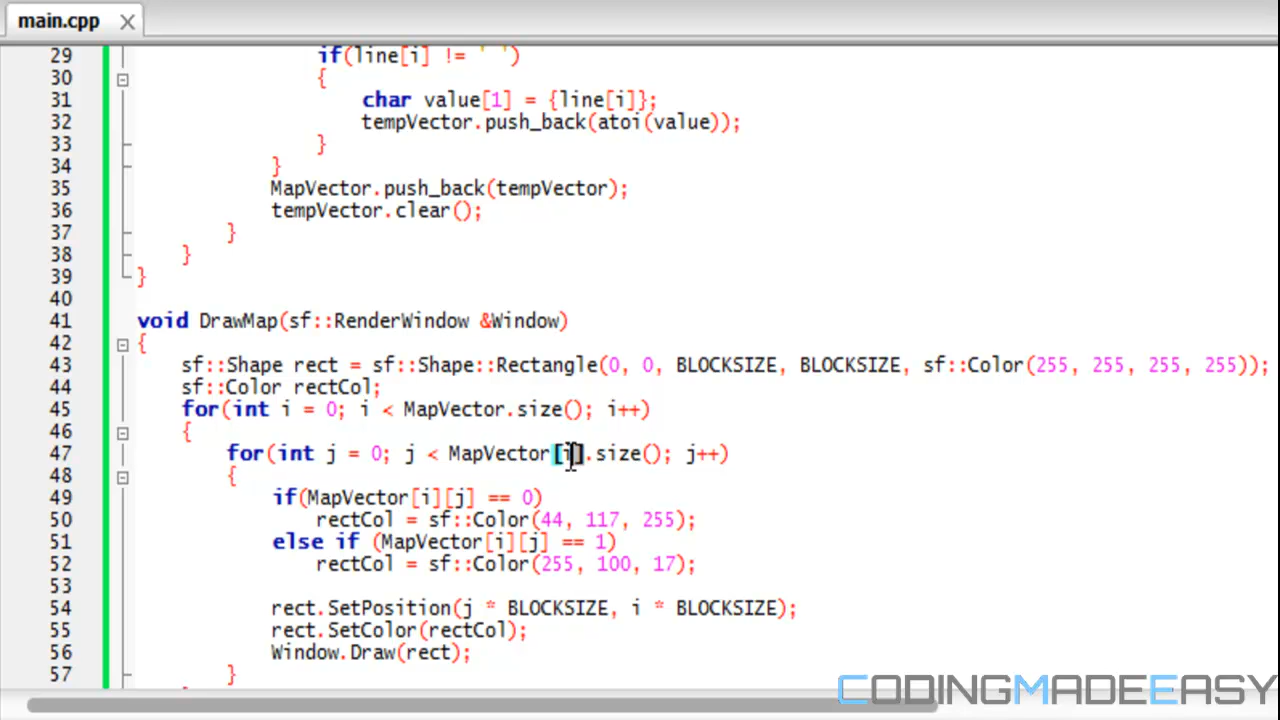 main.cpp
29 if(line[i] != ' ')
30 {
31 char value[1] = {line[i]};
32 tempVector.push_back(atoi(value));
33 }
34 }
35 MapVector.push_back(tempVector);
36 tempVector.clear();
37 }
38 }
39 }
40
41 void DrawMap(sf::RenderWindow &Window)
42 {
43 sf::Shape rect = sf::Shape::Rectangle(0, 0, BLOCKSIZE, BLOCKSIZE, sf::Color(255, 255, 255, 255));
44 sf::Color rectCol;
45 for(int i = 0; i < MapVector.size(); i++)
46 {
47 for(int j = 0; j < MapVector[i].size(); j++)
48 {
49 if(MapVector[i][j] == 0)
50 rectCol = sf::Color(44, 117, 255);
51 else if (MapVector[i][j] == 1)
52 rectCol = sf::Color(255, 100, 17);
53
54 rect.SetPosition(j * BLOCKSIZE, i * BLOCKSIZE);
55 rect.SetColor(rectCol);
56 Window.Draw(rect);
57 }
CODINGMADEEASY